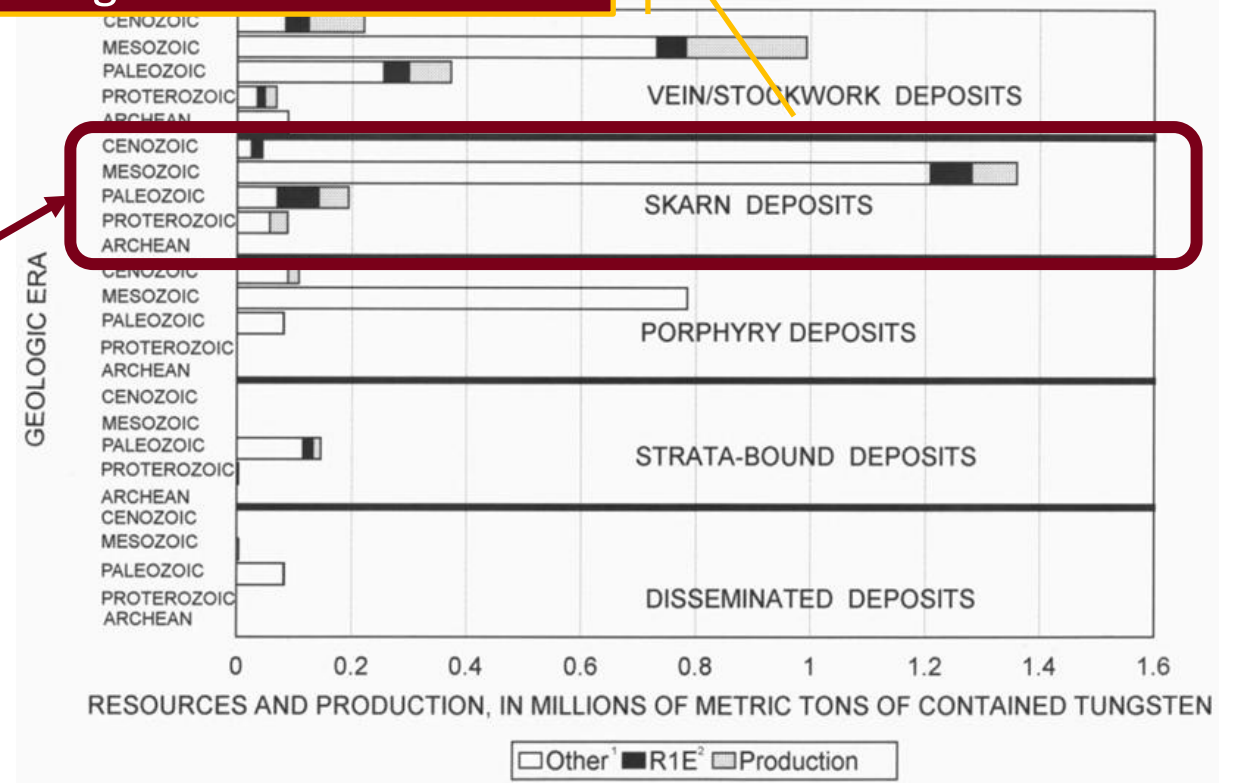 CENOZOIC
MESOZOIC
PALEOZOIC
PROTEROZOIC
ARCHEAN
VEIN/STOCKWORK DEPOSITS
CENOZOIC
MESOZOIC
PALEOZOIC
PROTEROZOIC
ARCHEAN
SKARN DEPOSITS
CENOZOIC
MESOZOIC
PALEOZOIC
PROTEROZOIC
ARCHEAN
PORPHYRY DEPOSITS
CENOZOIC
MESOZOIC
PALEOZOIC
PROTEROZOIC
ARCHEAN
STRATA-BOUND DEPOSITS
CENOZOIC
MESOZOIC
PALEOZOIC
PROTEROZOIC
ARCHEAN
DISSEMINATED DEPOSITS
GEOLOGIC ERA
0 0.2 0.4 0.6 0.8 1 1.2 1.4 1.6
RESOURCES AND PRODUCTION, IN MILLIONS OF METRIC TONS OF CONTAINED TUNGSTEN
Other¹ R1E² Production